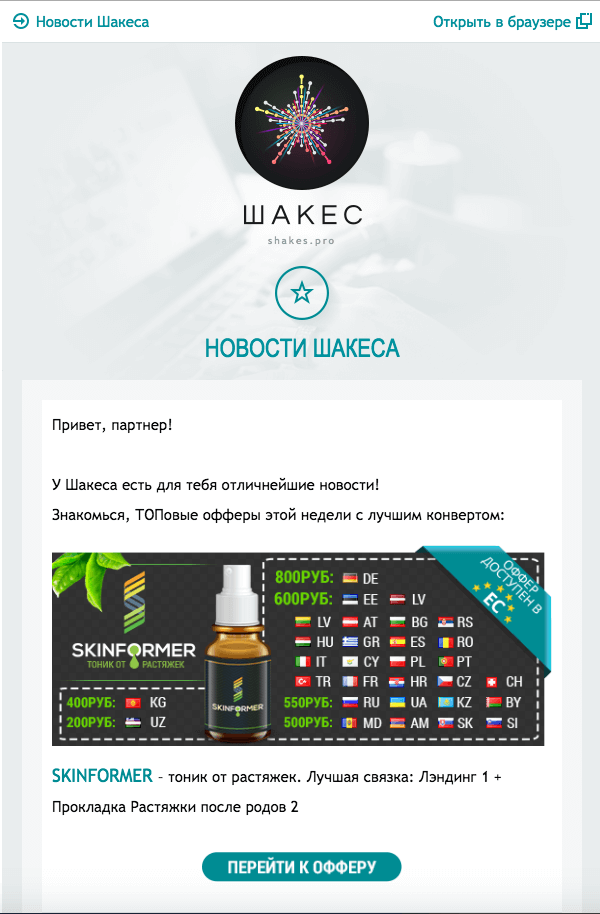 Новости Шакеса
Открыть в браузере
ШАКЕС
shakes.pro
НОВОСТИ ШАКЕСА
Привет, партнер!
У Шакеса есть для тебя отличнейшие новости!
Знакомься, ТОПовые офферы этой недели с лучшим конвертом:
ОФФЕР
ДОСТУПЕН В
ЕС
SKINFORMER
ТОНИК ОТ РАСТЯЖЕК
SKINFORMER
800РУБ: DE
600РУБ: EE LV
LV AT BG RS
HU GR ES RO
IT CY PL PT
TR FR HR CZ CH
400РУБ: KG
550РУБ: RU UA KZ BY
200РУБ: UZ
500РУБ: MD AM SK SI
SKINFORMER – тоник от растяжек. Лучшая связка: Лэндинг 1 +
Прокладка Растяжки после родов 2
ПЕРЕЙТИ К ОФФЕРУ